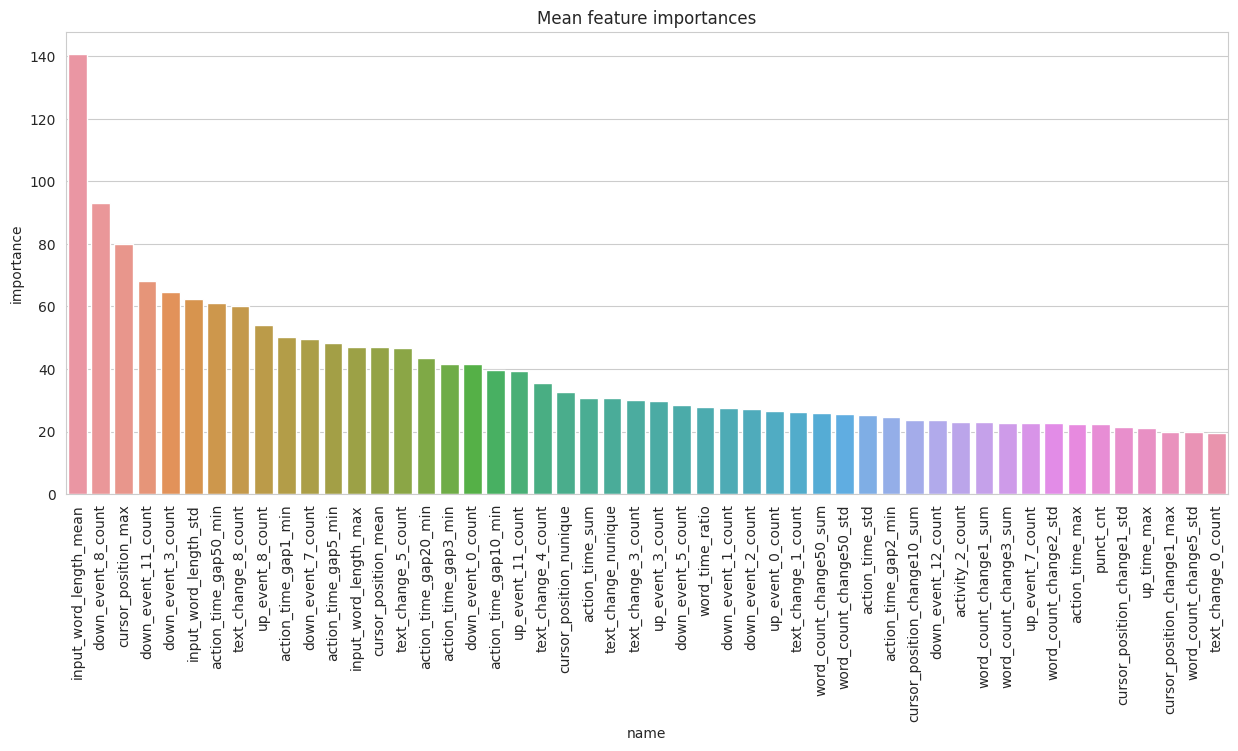 Mean feature importances
importance
140
120
100
80
60
40
20
0
input_word_length_mean
down_event_8_count
cursor_position_max
down_event_11_count
down_event_3_count
input_word_length_std
action_time_gap50_min
text_change_8_count
up_event_8_count
action_time_gap1_min
down_event_7_count
action_time_gap5_min
input_word_length_max
cursor_position_mean
text_change_5_count
action_time_gap20_min
action_time_gap3_min
down_event_0_count
action_time_gap10_min
up_event_11_count
text_change_4_count
cursor_position_nunique
action_time_sum
text_change_nunique
text_change_3_count
up_event_3_count
down_event_5_count
word_time_ratio
down_event_1_count
down_event_2_count
up_event_0_count
text_change_1_count
word_count_change50_sum
word_count_change50_std
action_time_std
action_time_gap2_min
cursor_position_change10_sum
down_event_12_count
activity_2_count
word_count_change1_sum
word_count_change3_sum
up_event_7_count
word_count_change2_std
action_time_max
punct_cnt
cursor_position_change1_std
up_time_max
cursor_position_change1_max
word_count_change5_std
text_change_0_count
name